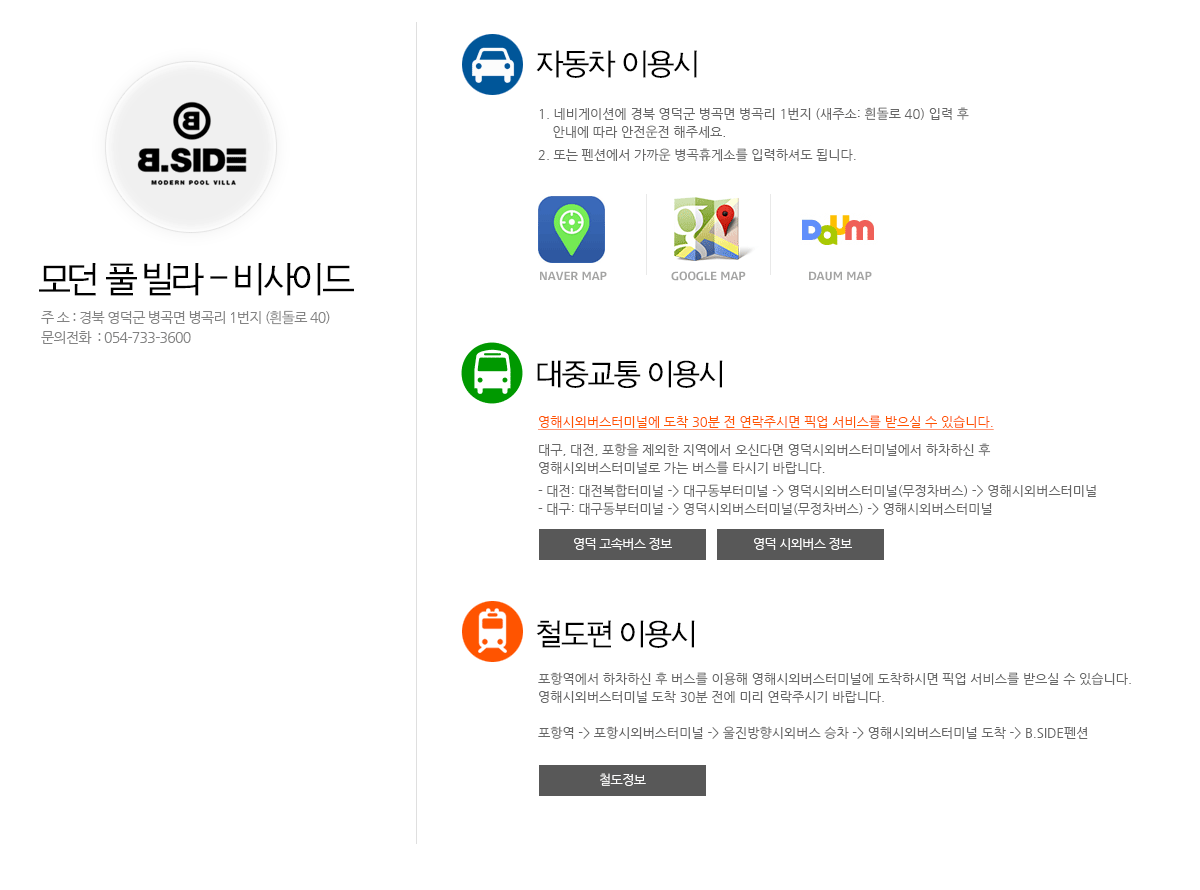 B
B.SIDE
MODERN POOL VILLA
모던 풀 빌라 – 비사이드
주 소 : 경북 영덕군 병곡면 병곡리 1번지 (흰돌로 40)
문의전화 : 054-733-3600
자동차 이용시
1. 네비게이션에 경북 영덕군 병곡면 병곡리 1번지 (새주소: 흰돌로 40) 입력 후
안내에 따라 안전운전 해주세요.
2. 또는 펜션에서 가까운 병곡휴게소를 입력하셔도 됩니다.
Daum
NAVER MAP
GOOGLE MAP
DAUM MAP
대중교통 이용시
영해시외버스터미널에 도착 30분 전 연락주시면 픽업 서비스를 받으실 수 있습니다.
대구, 대전, 포항을 제외한 지역에서 오신다면 영덕시외버스터미널에서 하차하신 후
영해시외버스터미널로 가는 버스를 타시기 바랍니다.
- 대전: 대전복합터미널 -> 대구동부터미널 -> 영덕시외버스터미널(무정차버스) -> 영해시외버스터미널
- 대구: 대구동부터미널 -> 영덕시외버스터미널(무정차버스) -> 영해시외버스터미널
영덕 고속버스 정보
영덕 시외버스 정보
철도편 이용시
포항역에서 하차하신 후 버스를 이용해 영해시외버스터미널에 도착하시면 픽업 서비스를 받으실 수 있습니다.
영해시외버스터미널 도착 30분 전에 미리 연락주시기 바랍니다.
포항역 -> 포항시외버스터미널 -> 울진방향시외버스 승차 -> 영해시외버스터미널 도착 -> B.SIDE펜션
철도정보